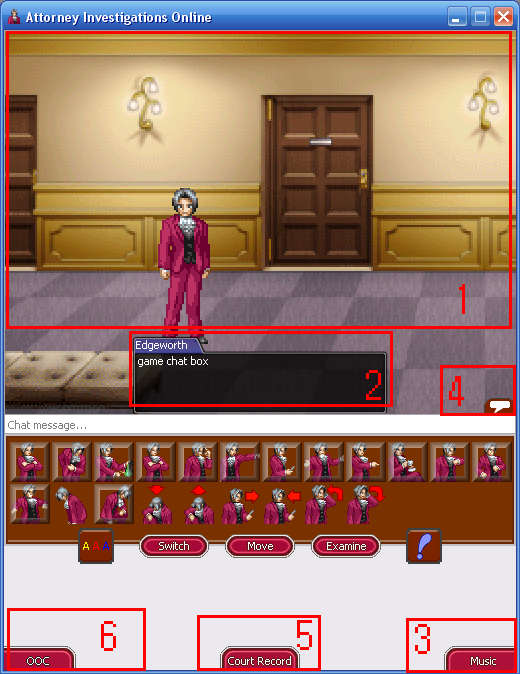 Attorney Investigations Online
1
Edgeworth
game chat box
2
4
Chat message...
A A A
Switch
Move
Examine
!
6
5
3
OOC
Court Record
Music